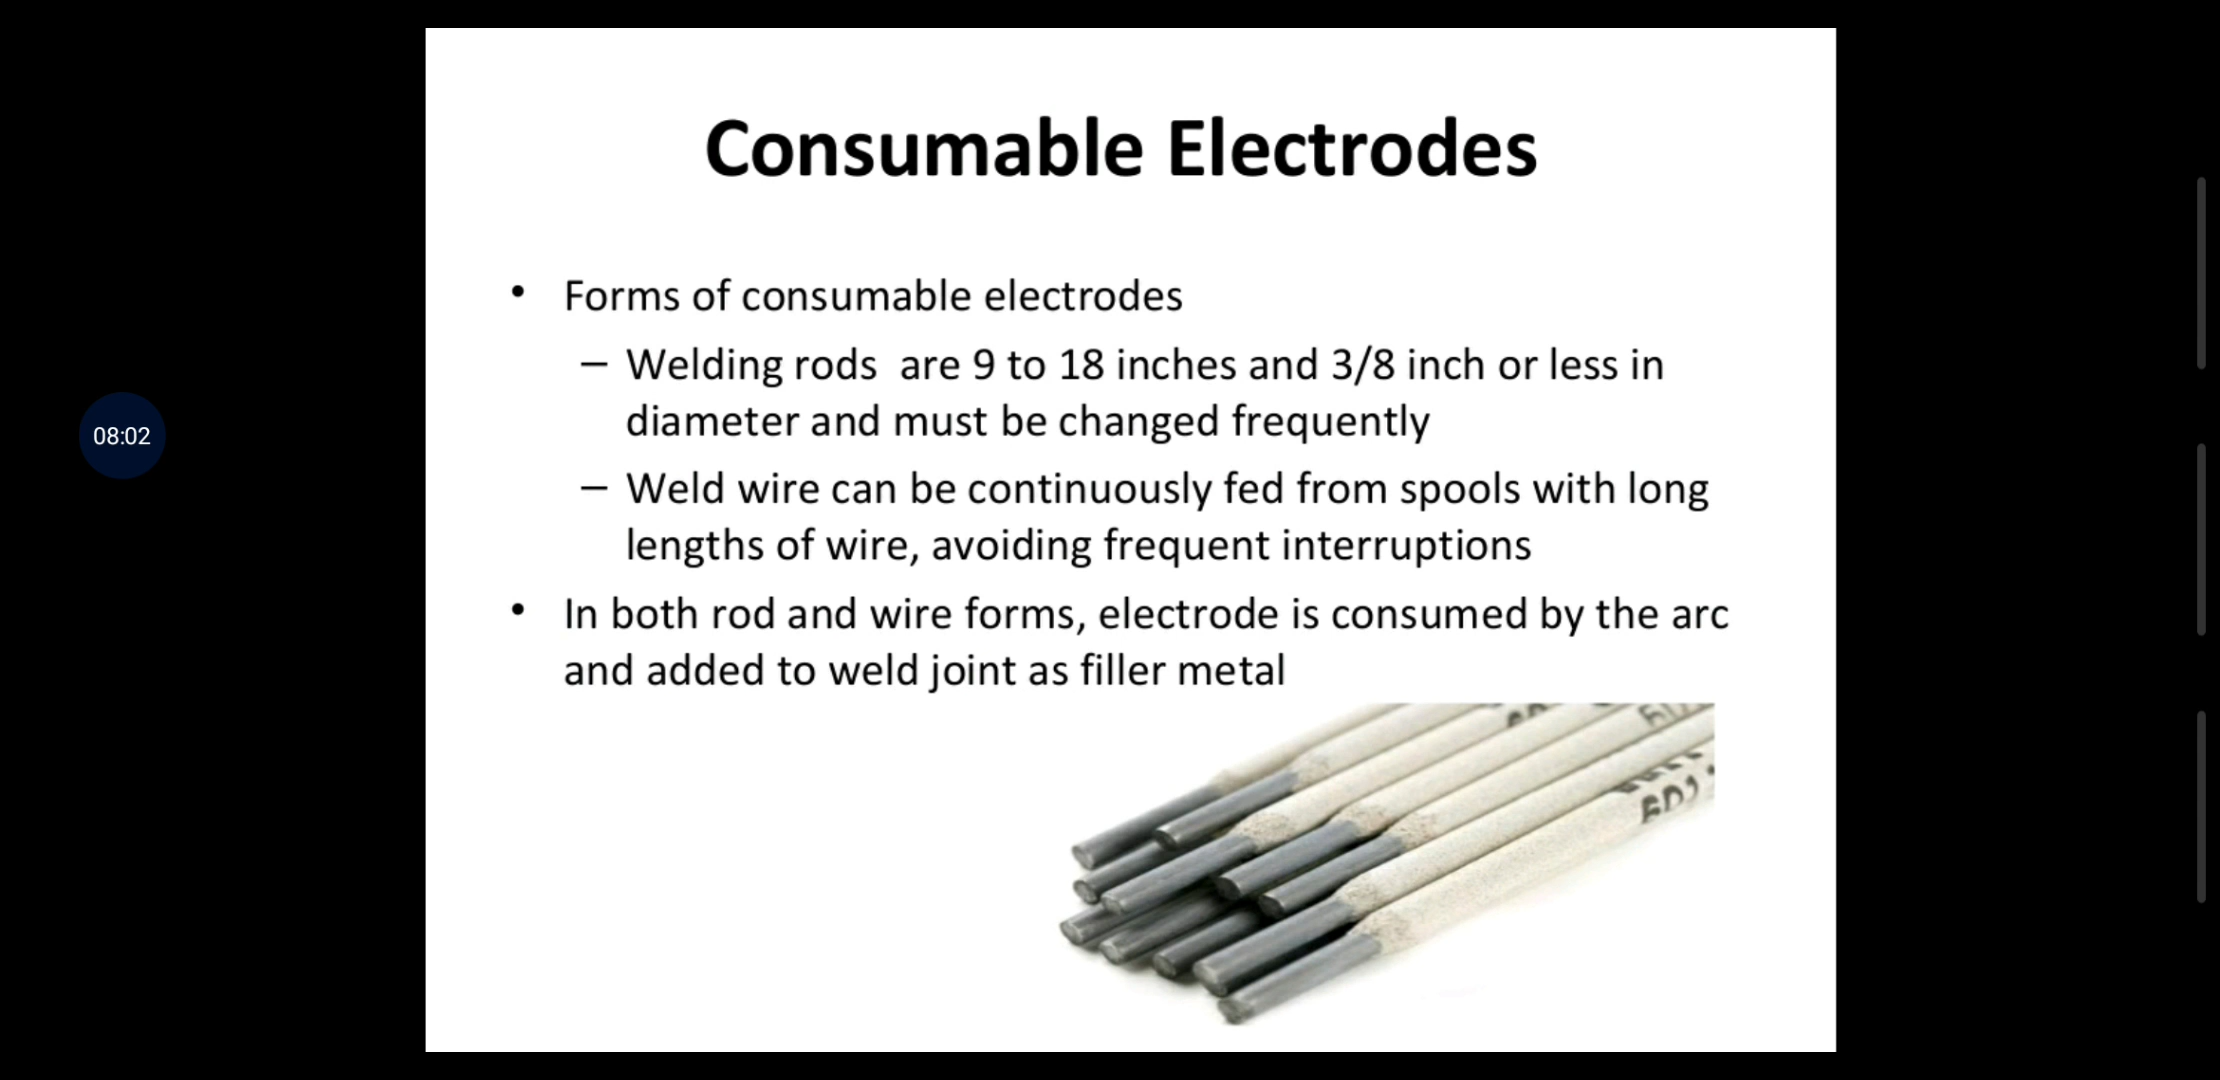 Consumable Electrodes
• Forms of consumable electrodes
– Welding rods  are 9 to 18 inches and 3/8 inch or less in
diameter and must be changed frequently
– Weld wire can be continuously fed from spools with long
lengths of wire, avoiding frequent interruptions
08:02
• In both rod and wire forms, electrode is consumed by the arc
and added to weld joint as filler metal